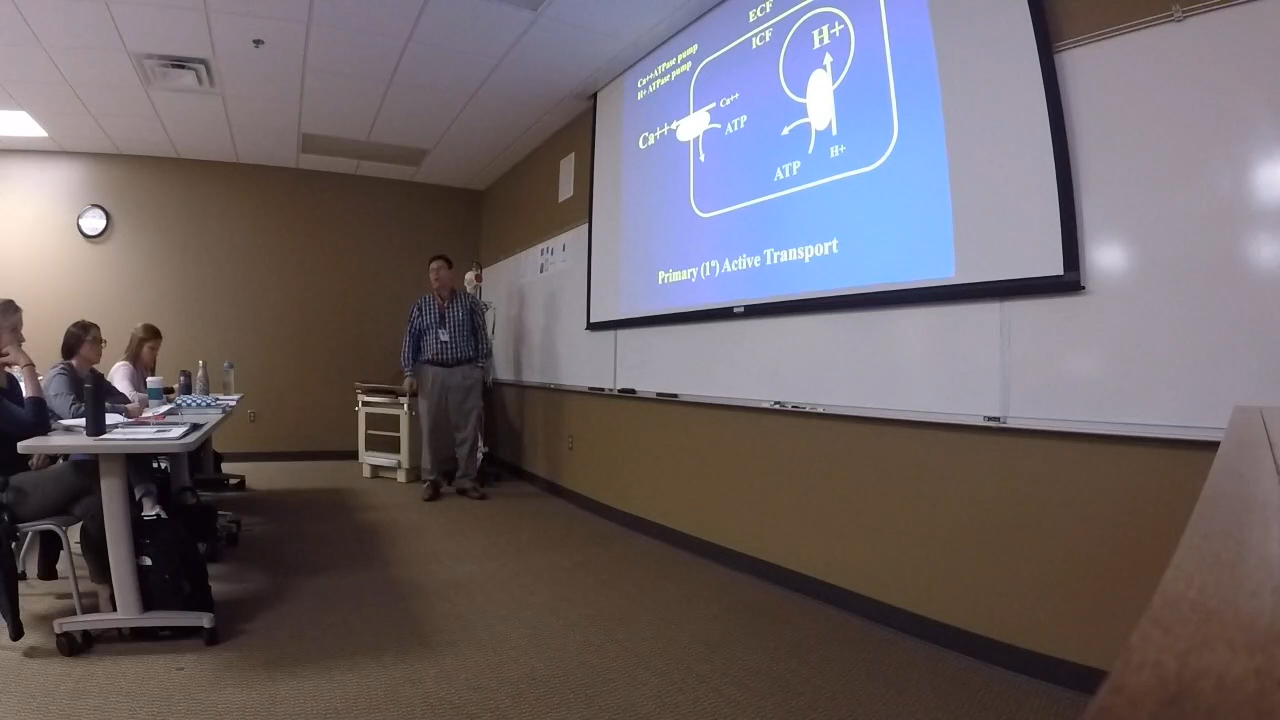 ECF
ICF
H+
Ca++ATPase pump
H+ ATPase pump
Ca++
Ca++
ATP
ATP
H+
Primary (1°) Active Transport